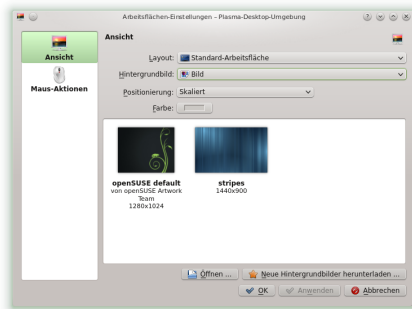 Arbeitsflächen-Einstellungen – Plasma-Desktop-Umgebung
Ansicht
Maus-Aktionen
Ansicht
Layout: Standard-Arbeitsfläche
Hintergrundbild: Bild
Positionierung: Skaliert
Farbe:
openSUSE default
von openSUSE Artwork
Team
1280x1024
stripes
1440x900
Öffnen ...
Neue Hintergrundbilder herunterladen ...
OK
Anwenden
Abbrechen